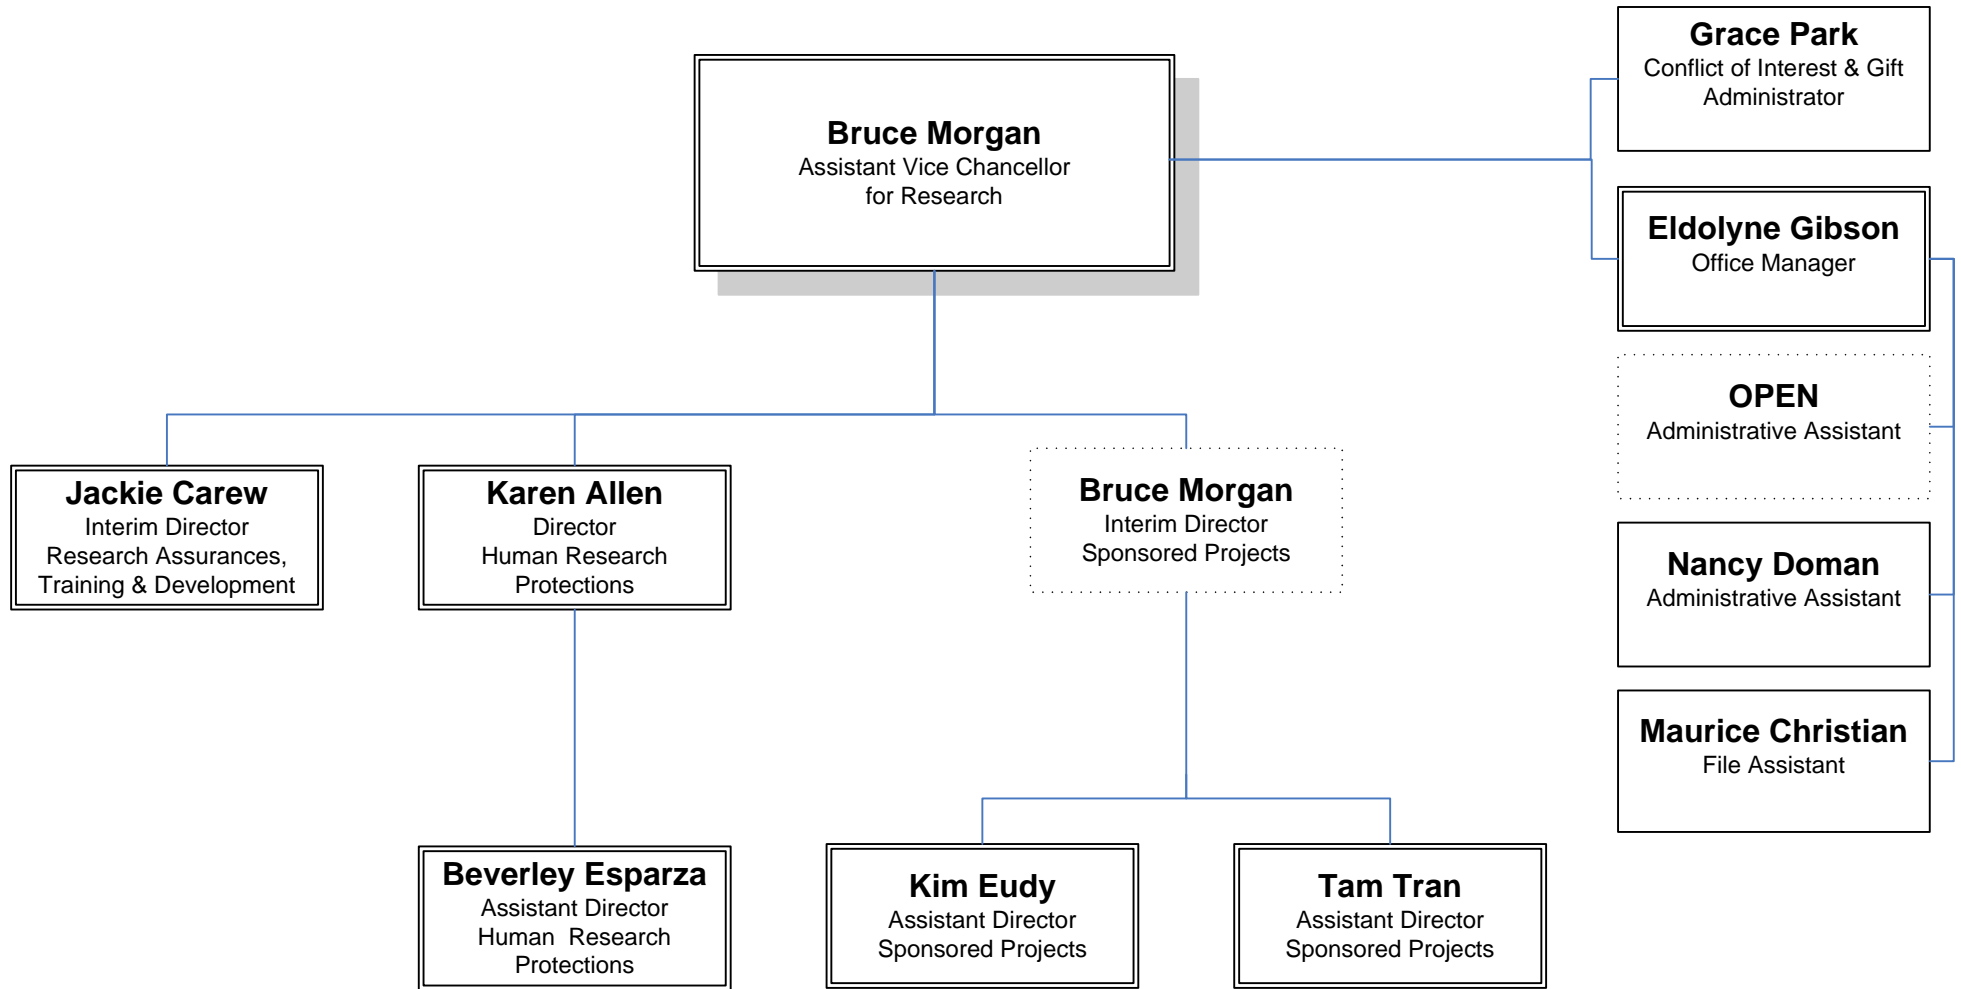 Bruce Morgan
Assistant Vice Chancellor
for Research
Grace Park
Conflict of Interest & Gift
Administrator
Eldolyne Gibson
Office Manager
OPEN
Administrative Assistant
Nancy Doman
Administrative Assistant
Maurice Christian
File Assistant
Jackie Carew
Interim Director
Research Assurances,
Training & Development
Karen Allen
Director
Human Research
Protections
Bruce Morgan
Interim Director
Sponsored Projects
Beverley Esparza
Assistant Director
Human Research
Protections
Kim Eudy
Assistant Director
Sponsored Projects
Tam Tran
Assistant Director
Sponsored Projects